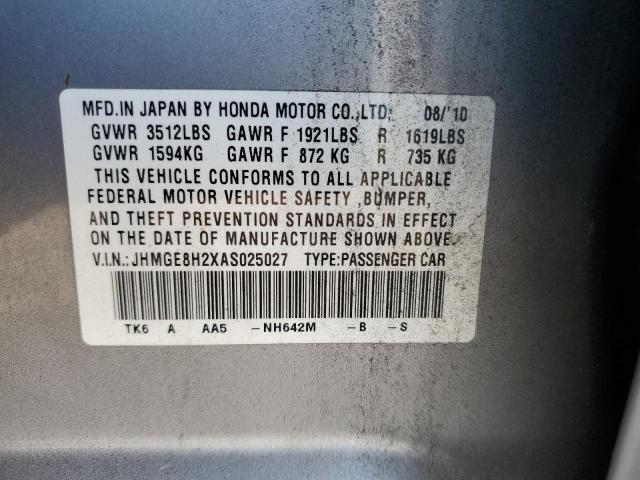 MFD.IN JAPAN BY HONDA MOTOR CO.,LTD. 08/'10
GVWR 3512LBS GAWR F 1921LBS R 1619LBS
GVWR 1594KG GAWR F 872 KG R 735 KG
THIS VEHICLE CONFORMS TO ALL APPLICABLE
FEDERAL MOTOR VEHICLE SAFETY ,BUMPER,
AND THEFT PREVENTION STANDARDS IN EFFECT
ON THE DATE OF MANUFACTURE SHOWN ABOVE.
V.I.N.:JHMGE8H2XAS025027 TYPE:PASSENGER CAR
TK6 A AA5 -NH642M -B -S